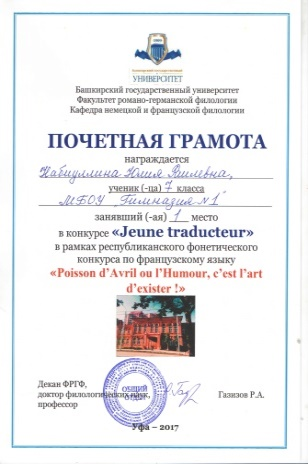 УНИВЕРСИТЕТ
Башкирский государственный университет
Факультет романо-германской филологии
Кафедра немецкой и французской филологии
ПОЧЕТНАЯ ГРАМОТА
награждается
Набиуллина Юлия Раилевна,
ученик (-ца) 7 класса
МБОУ „Гимназия №1"
занявший (-ая) 1 место
в конкурсе «Jeune traducteur»
в рамках республиканского фонетического
конкурса по французскому языку
«Poisson d'Avril ou l'Humour, c'est l'art
d'exister !»
Декан ФРГФ,
доктор филологических наук,
профессор
Газизов Р.А.
ОБЩИЙ
ОТДЕЛ
Уфа – 2017